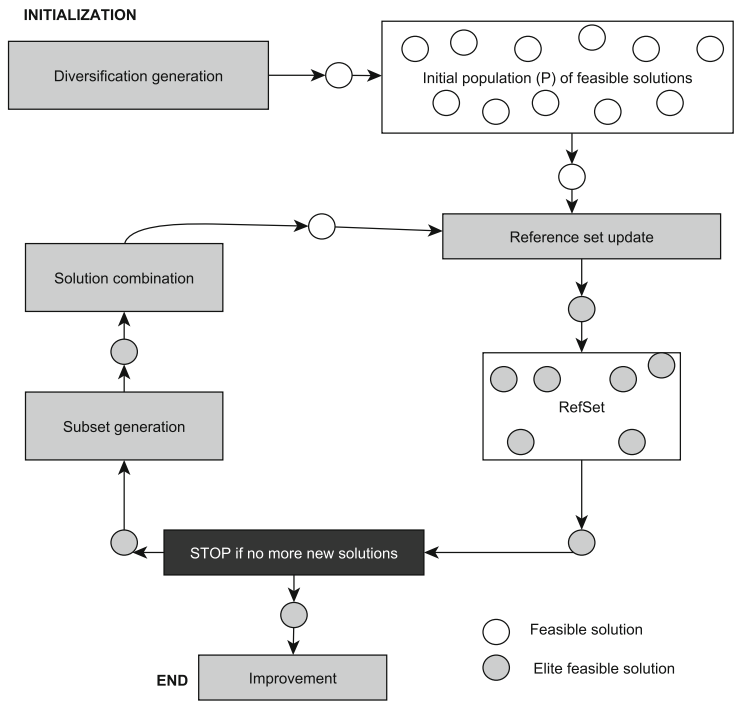 INITIALIZATION
Diversification generation
Initial population (P) of feasible solutions
Reference set update
Solution combination
RefSet
Subset generation
STOP if no more new solutions
Feasible solution
Elite feasible solution
END
Improvement